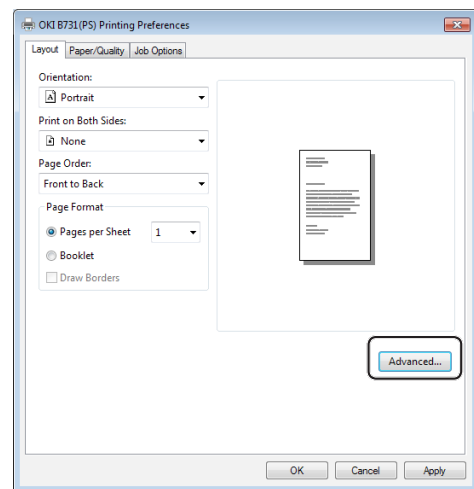 OKI B731(PS) Printing Preferences
Layout Paper/Quality Job Options
Orientation:
A Portrait
Print on Both Sides:
None
Page Order:
Front to Back
Page Format
Pages per Sheet 1
Booklet
Draw Borders
Advanced...
OK Cancel Apply